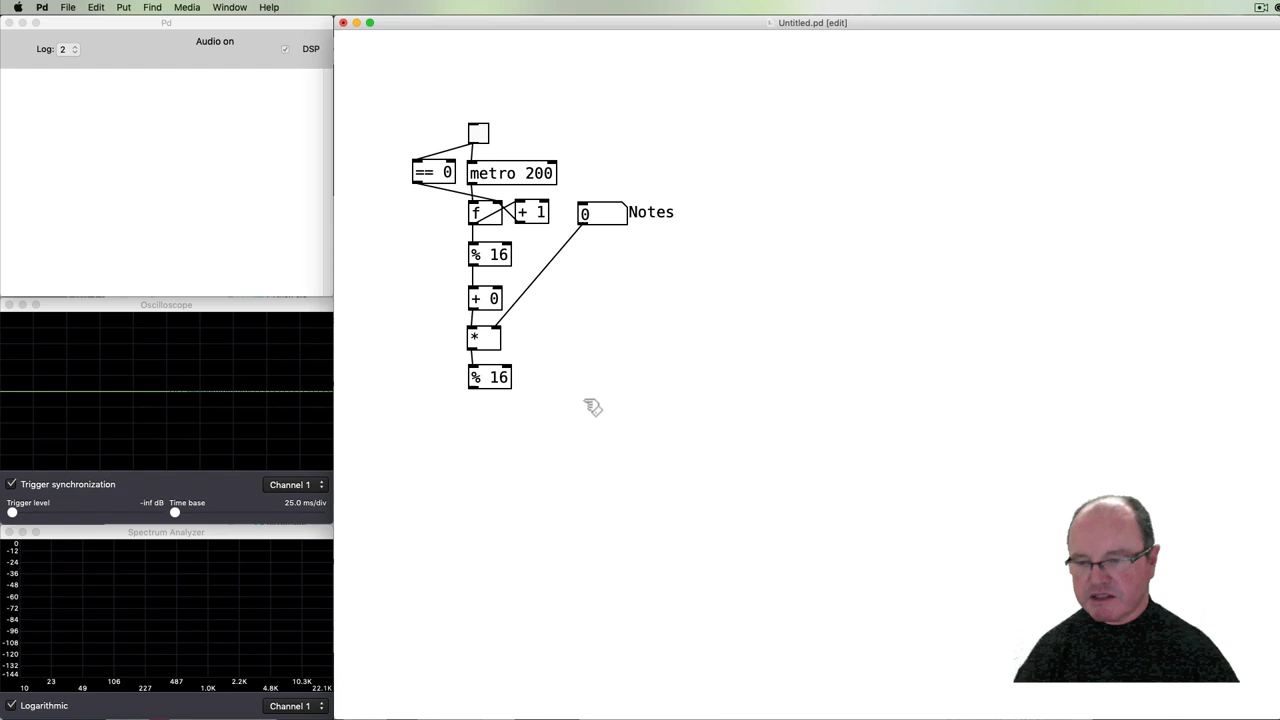 Pd File Edit Put Find Media Window Help
Pd
Log: 2
Audio on
DSP
Oscilloscope
Trigger synchronization
Channel 1
Trigger level
-inf dB
Time base
25.0 ms/div
Spectrum Analyzer
0
-12
-24
-36
-48
-60
-72
-84
-96
-108
-120
-132
-144
23 106 487 2.2K 10.3K
10 49 227 1.0K 4.8K 22.1K
Logarithmic
Channel 1
Untitled.pd [edit]
== 0
metro 200
f
+ 1
0
Notes
% 16
+ 0
*
% 16